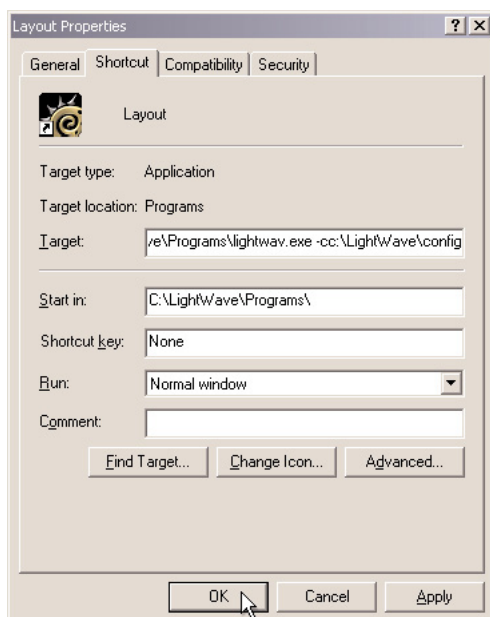 Layout Properties
General Shortcut Compatibility Security
Layout
Target type: Application
Target location: Programs
Target: /e\Programs\lightwav.exe -cc:\LightWave\config
Start in: C:\LightWave\Programs\
Shortcut key: None
Run: Normal window
Comment:
Find Target... Change Icon... Advanced...
OK Cancel Apply